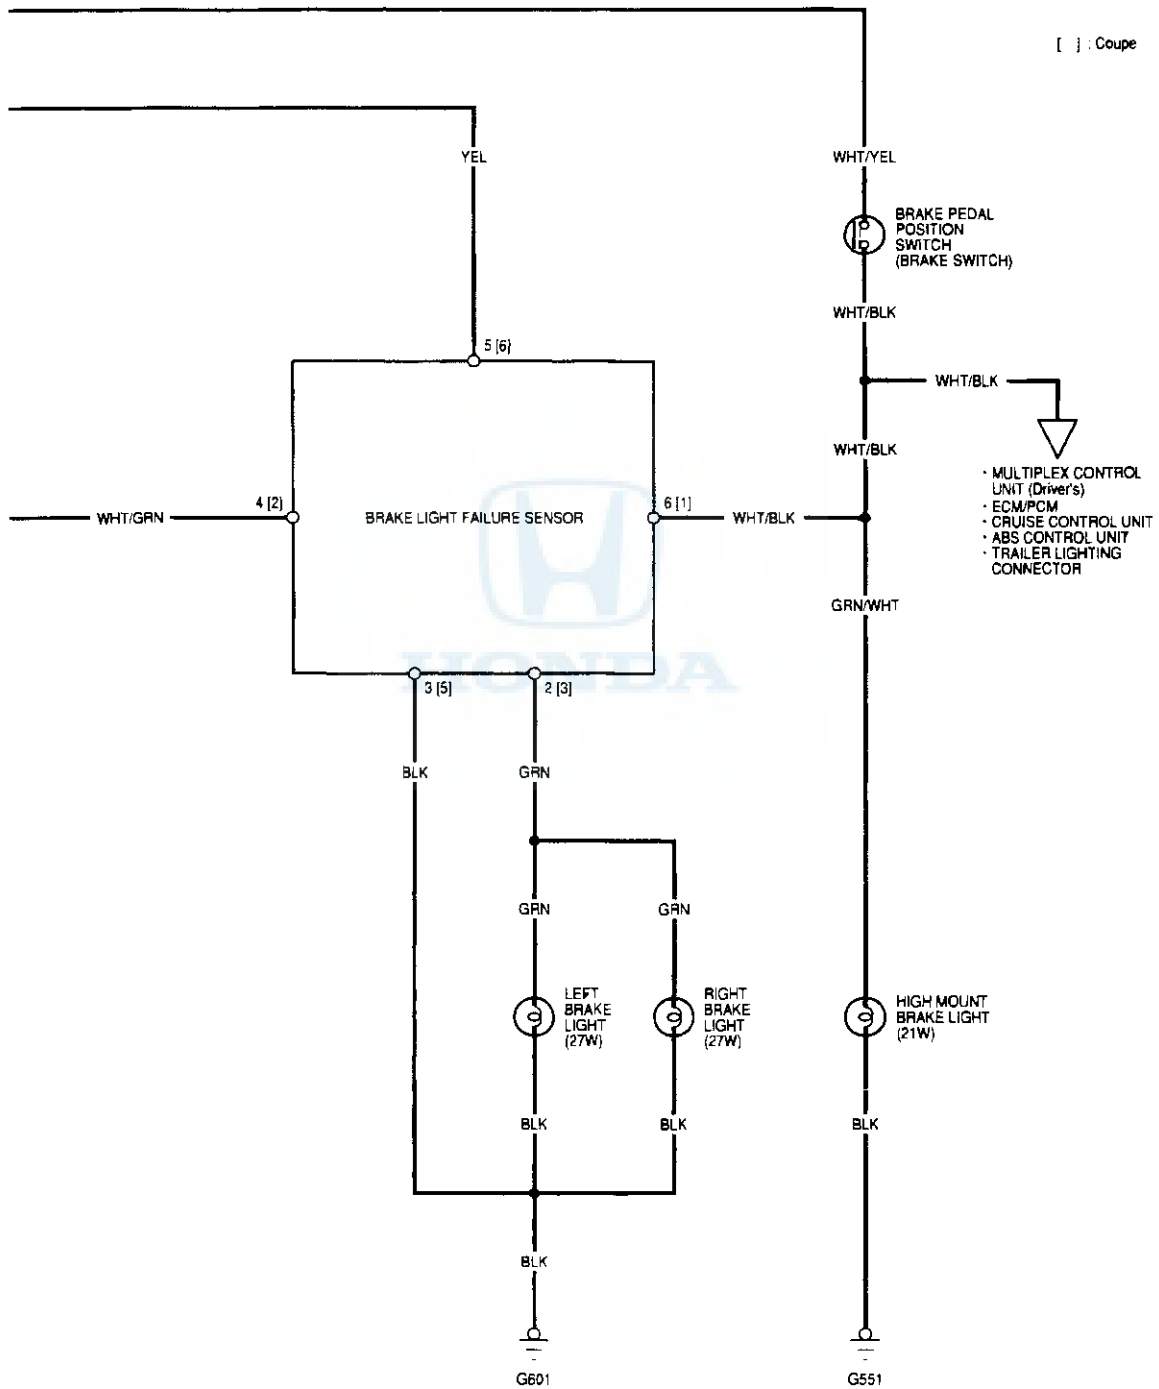 [ ] : Coupe
YEL
WHT/YEL
BRAKE PEDAL
POSITION
SWITCH
(BRAKE SWITCH)
WHT/BLK
5 [6]
WHT/BLK
WHT/BLK
· MULTIPLEX CONTROL
UNIT (Driver's)
· ECM/PCM
· CRUISE CONTROL UNIT
· ABS CONTROL UNIT
· TRAILER LIGHTING
CONNECTOR
4 [2]
6 [1]
WHT/GRN
BRAKE LIGHT FAILURE SENSOR
WHT/BLK
GRN/WHT
HONDA
3 [5]
2 [3]
BLK
GRN
GRN
GRN
LEFT
BRAKE
LIGHT
(27W)
RIGHT
BRAKE
LIGHT
(27W)
HIGH MOUNT
BRAKE LIGHT
(21W)
BLK
BLK
BLK
BLK
G601
G551